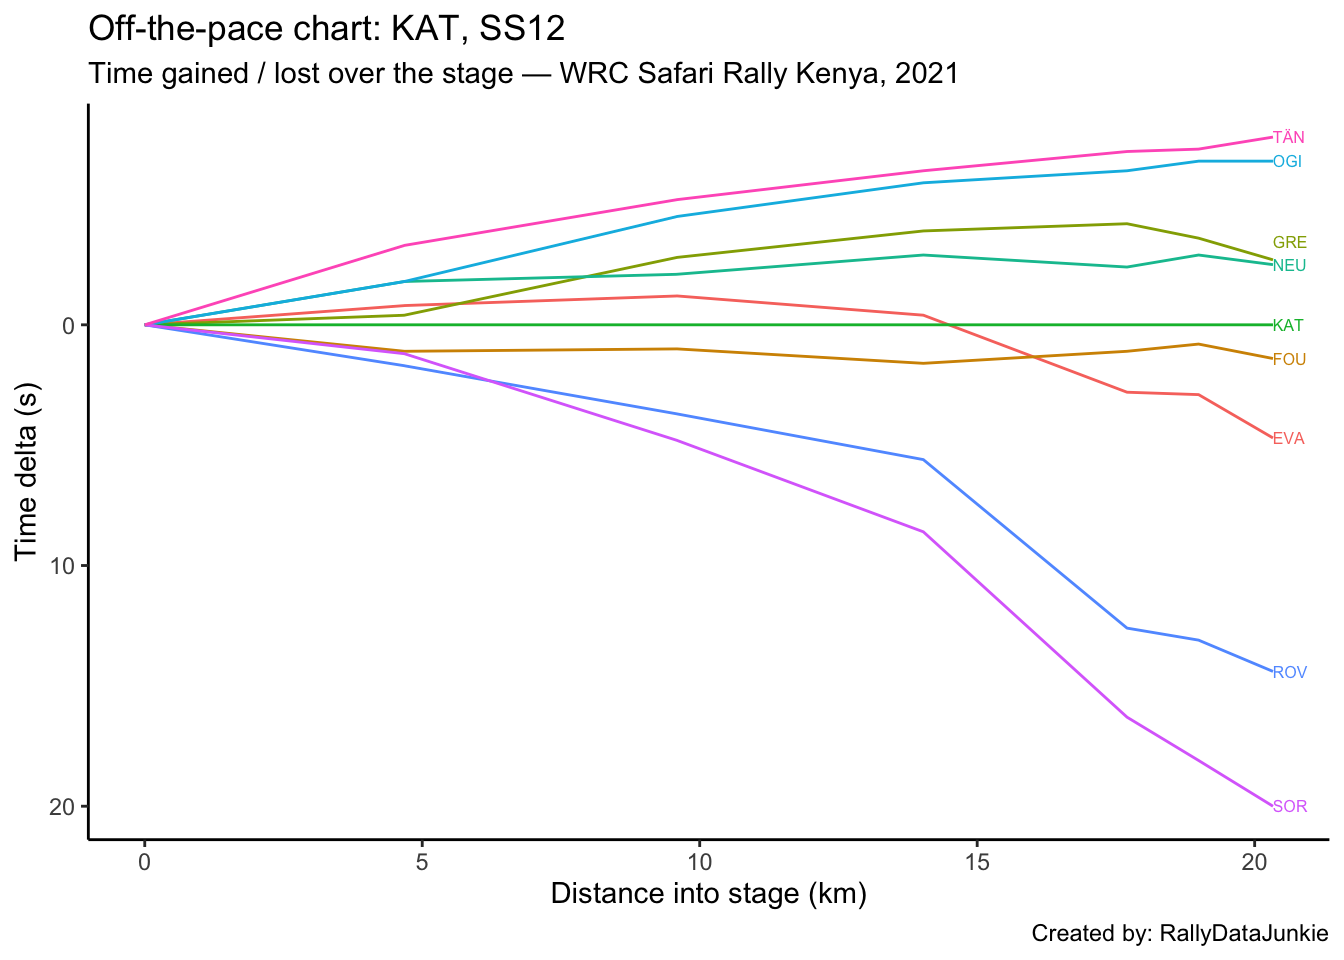 Off-the-pace chart: KAT, SS12
Time gained / lost over the stage — WRC Safari Rally Kenya, 2021
TÄN
OGI
GRE
NEU
0
KAT
FOU
Time delta (s)
EVA
10
ROV
20
SOR
0 5 10 15 20
Distance into stage (km)
Created by: RallyDataJunkie